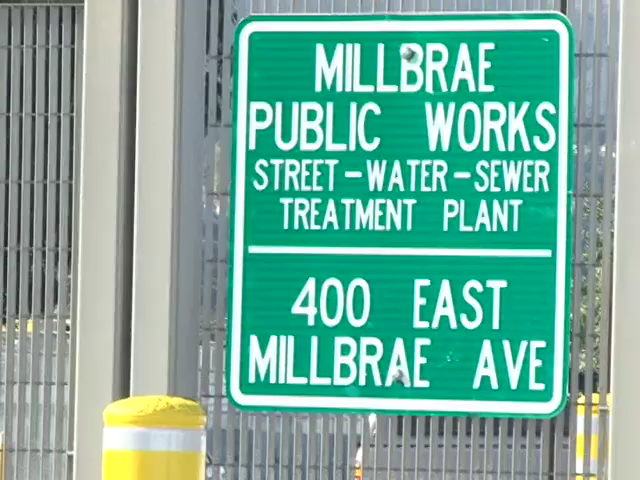 MILLBRAE
PUBLIC WORKS
STREET-WATER-SEWER
TREATMENT PLANT
400 EAST
MILLBRAE AVE